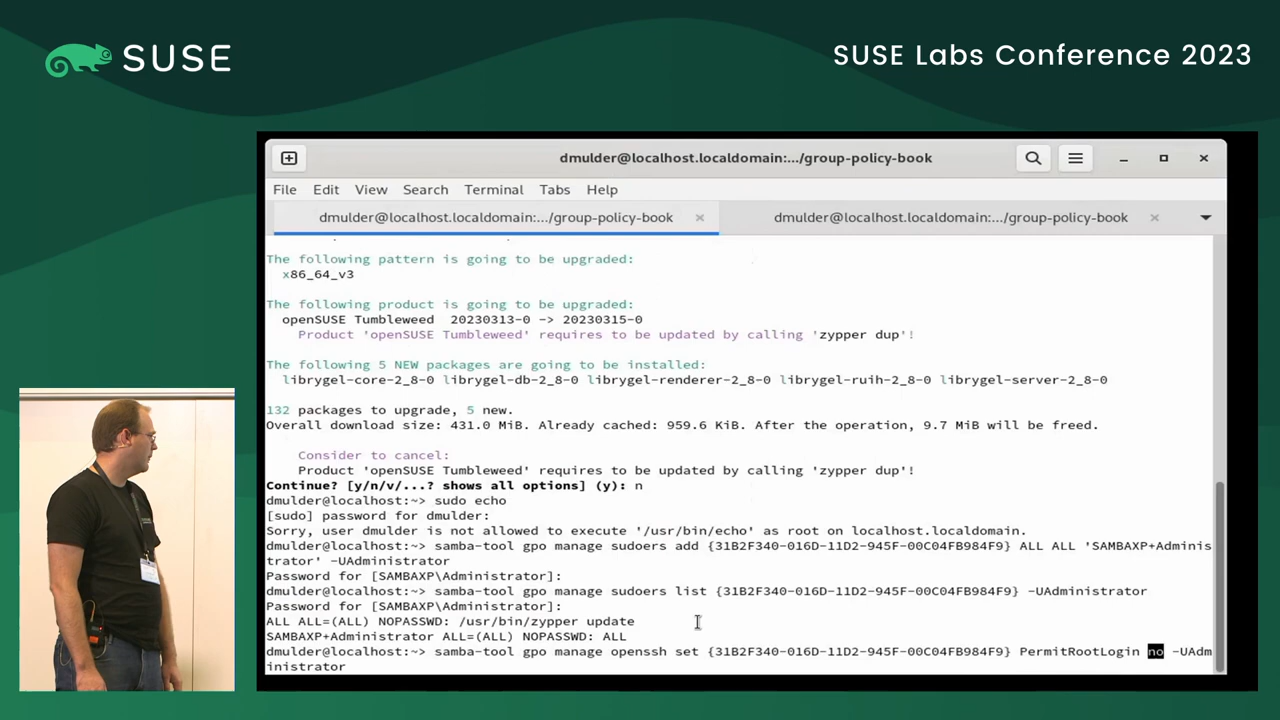 SUSE
SUSE Labs Conference 2023
dmulder@localhost.localdomain:.../group-policy-book
File Edit View Search Terminal Tabs Help
dmulder@localhost.localdomain:.../group-policy-book × dmulder@localhost.localdomain:.../group-policy-book ×
The following pattern is going to be upgraded:
x86_64_v3
The following product is going to be upgraded:
openSUSE Tumbleweed 20230313-0 -> 20230315-0
Product 'openSUSE Tumbleweed' requires to be updated by calling 'zypper dup'!
The following 5 NEW packages are going to be installed:
librygel-core-2_8-0 librygel-db-2_8-0 librygel-renderer-2_8-0 librygel-ruih-2_8-0 librygel-server-2_8-0
132 packages to upgrade, 5 new.
Overall download size: 431.0 MiB. Already cached: 959.6 KiB. After the operation, 9.7 MiB will be freed.
Consider to cancel:
Product 'openSUSE Tumbleweed' requires to be updated by calling 'zypper dup'!
Continue? [y/n/v/...? shows all options] (y): n
dmulder@localhost:~> sudo echo
[sudo] password for dmulder:
Sorry, user dmulder is not allowed to execute '/usr/bin/echo' as root on localhost.localdomain.
dmulder@localhost:~> samba-tool gpo manage sudoers add {31B2F340-016D-11D2-945F-00C04FB984F9} ALL ALL 'SAMBAXP+Adminis
trator' -UAdministrator
Password for [SAMBAXP\Administrator]:
dmulder@localhost:~> samba-tool gpo manage sudoers list {31B2F340-016D-11D2-945F-00C04FB984F9} -UAdministrator
Password for [SAMBAXP\Administrator]:
ALL ALL=(ALL) NOPASSWD: /usr/bin/zypper update
SAMBAXP+Administrator ALL=(ALL) NOPASSWD: ALL
dmulder@localhost:~> samba-tool gpo manage openssh set {31B2F340-016D-11D2-945F-00C04FB984F9} PermitRootLogin no -UAdm
inistrator